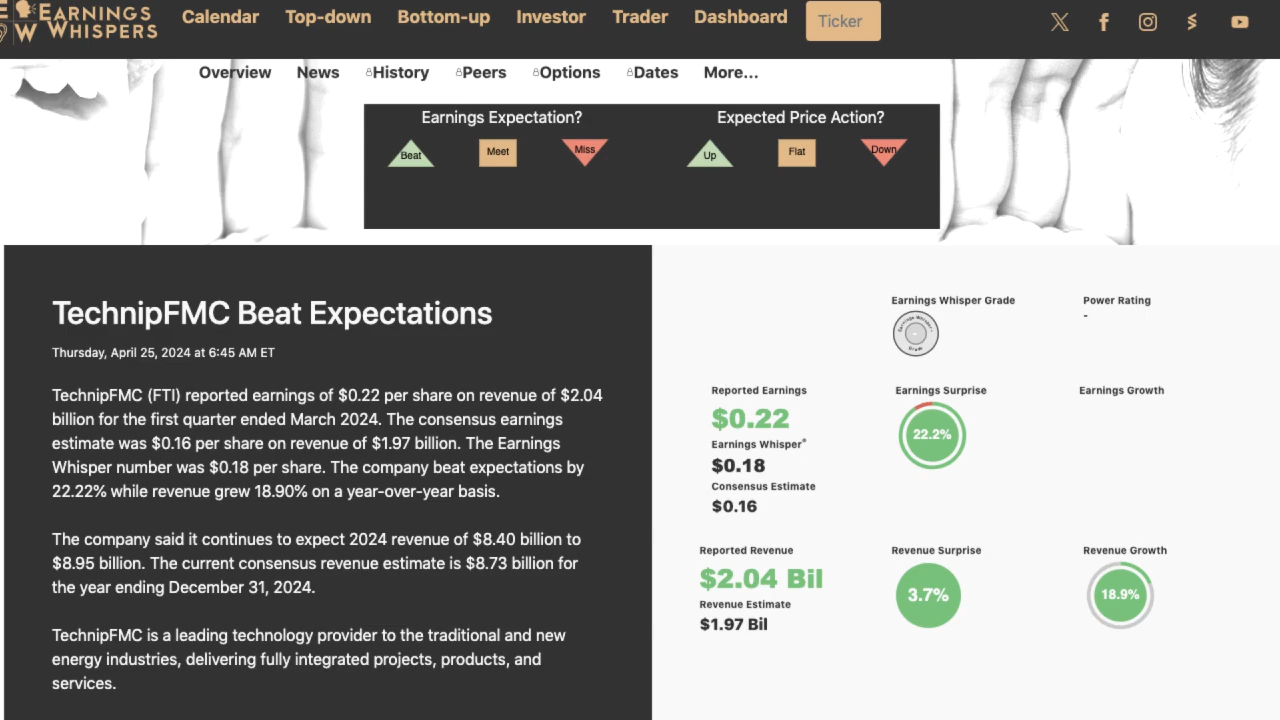 EARNINGS
WHISPERS
Calendar Top-down Bottom-up Investor Trader Dashboard Ticker
Overview News History Peers Options Dates More...
Earnings Expectation? Expected Price Action?
Beat Meet Miss Up Flat Down
TechnipFMC Beat Expectations
Thursday, April 25, 2024 at 6:45 AM ET
TechnipFMC (FTI) reported earnings of $0.22 per share on revenue of $2.04
billion for the first quarter ended March 2024. The consensus earnings
estimate was $0.16 per share on revenue of $1.97 billion. The Earnings
Whisper number was $0.18 per share. The company beat expectations by
22.22% while revenue grew 18.90% on a year-over-year basis.
The company said it continues to expect 2024 revenue of $8.40 billion to
$8.95 billion. The current consensus revenue estimate is $8.73 billion for
the year ending December 31, 2024.
TechnipFMC is a leading technology provider to the traditional and new
energy industries, delivering fully integrated projects, products, and
services.
Earnings Whisper Grade Power Rating
-
Earnings Whisper
Grade
Reported Earnings Earnings Surprise Earnings Growth
$0.22
22.2%
Earnings Whisper®
$0.18
Consensus Estimate
$0.16
Reported Revenue Revenue Surprise Revenue Growth
$2.04 Bil
3.7% 18.9%
Revenue Estimate
$1.97 Bil